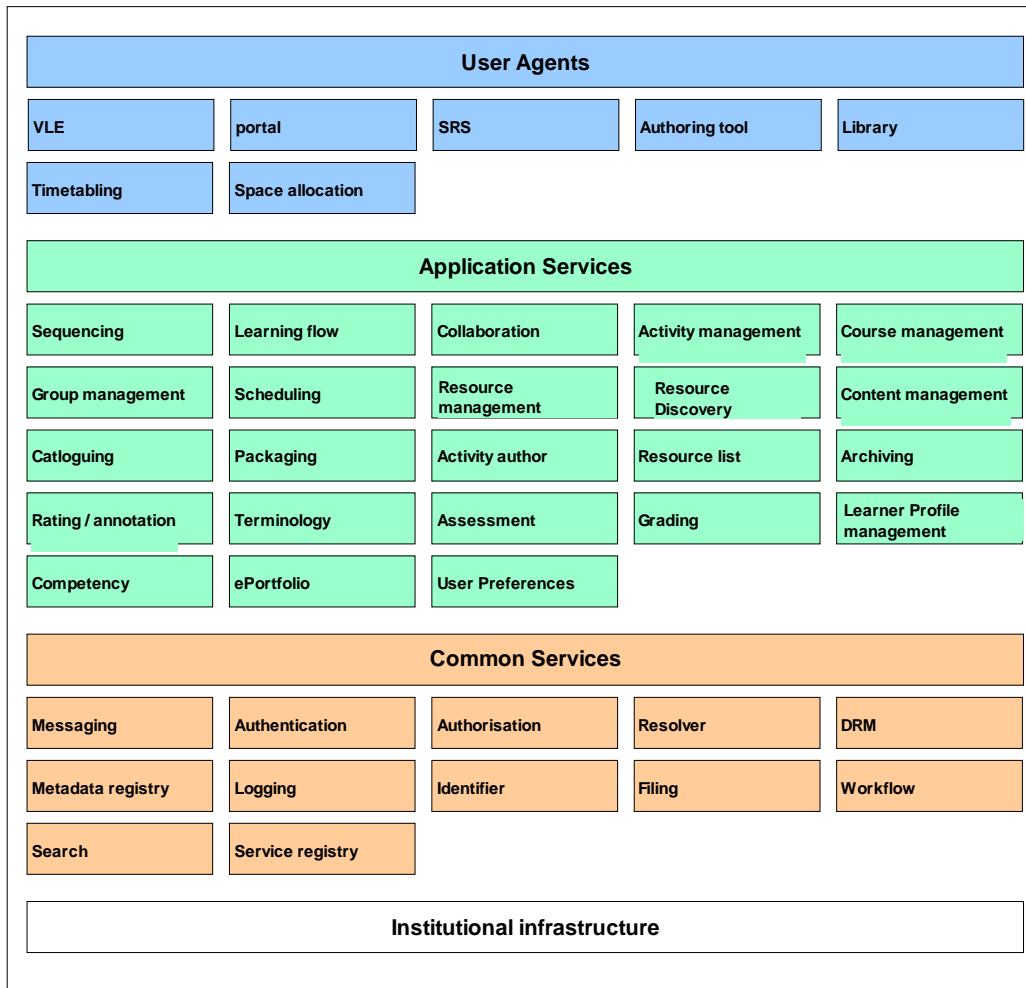 User Agents
VLE
portal
SRS
Authoring tool
Library
Timetabling
Space allocation
Application Services
Sequencing
Learning flow
Collaboration
Activity management
Course management
Group management
Scheduling
Resource
management
Resource
Discovery
Content management
Catloguing
Packaging
Activity author
Resource list
Archiving
Rating / annotation
Terminology
Assessment
Grading
Learner Profile
management
Competency
ePortfolio
User Preferences
Common Services
Messaging
Authentication
Authorisation
Resolver
DRM
Metadata registry
Logging
Identifier
Filing
Workflow
Search
Service registry
Institutional infrastructure